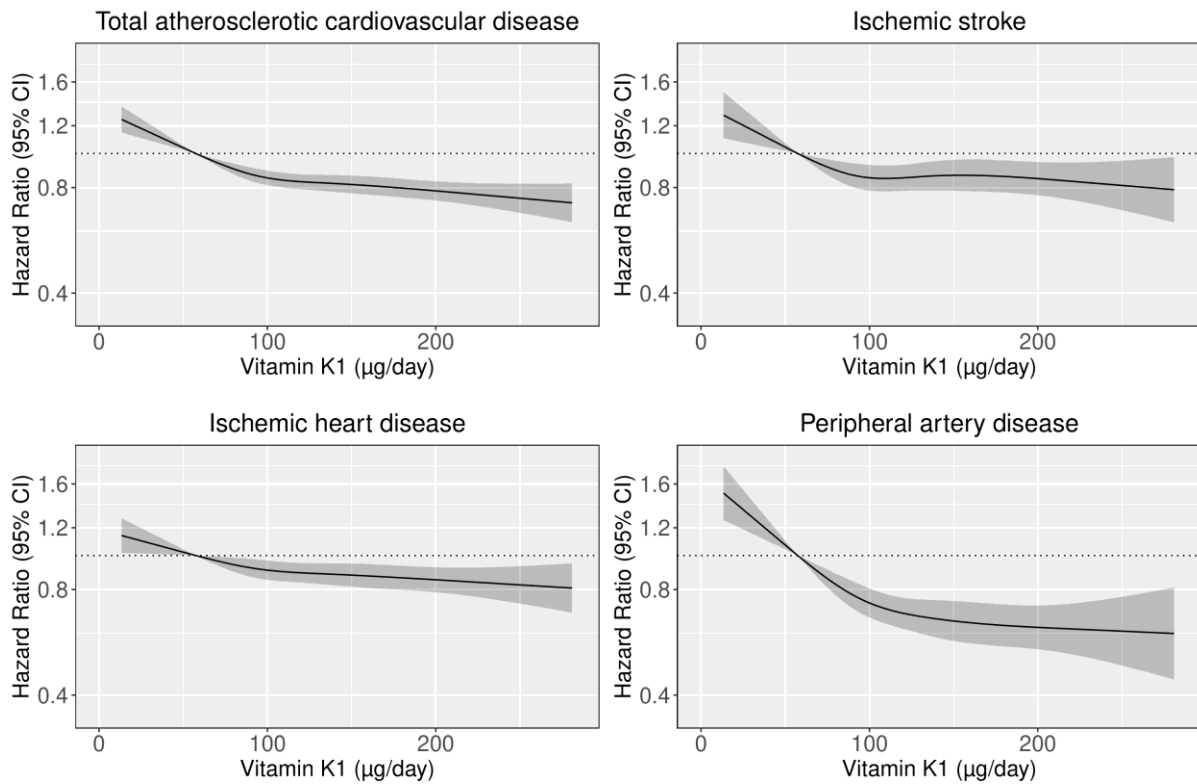 Total atherosclerotic cardiovascular disease
Hazard Ratio (95% CI)
1.6
1.2
0.8
0.4
0
100
200
Vitamin K1 (µg/day)
Ischemic stroke
Hazard Ratio (95% CI)
1.6
1.2
0.8
0.4
0
100
200
Vitamin K1 (µg/day)
Ischemic heart disease
Hazard Ratio (95% CI)
1.6
1.2
0.8
0.4
0
100
200
Vitamin K1 (µg/day)
Peripheral artery disease
Hazard Ratio (95% CI)
1.6
1.2
0.8
0.4
0
100
200
Vitamin K1 (µg/day)